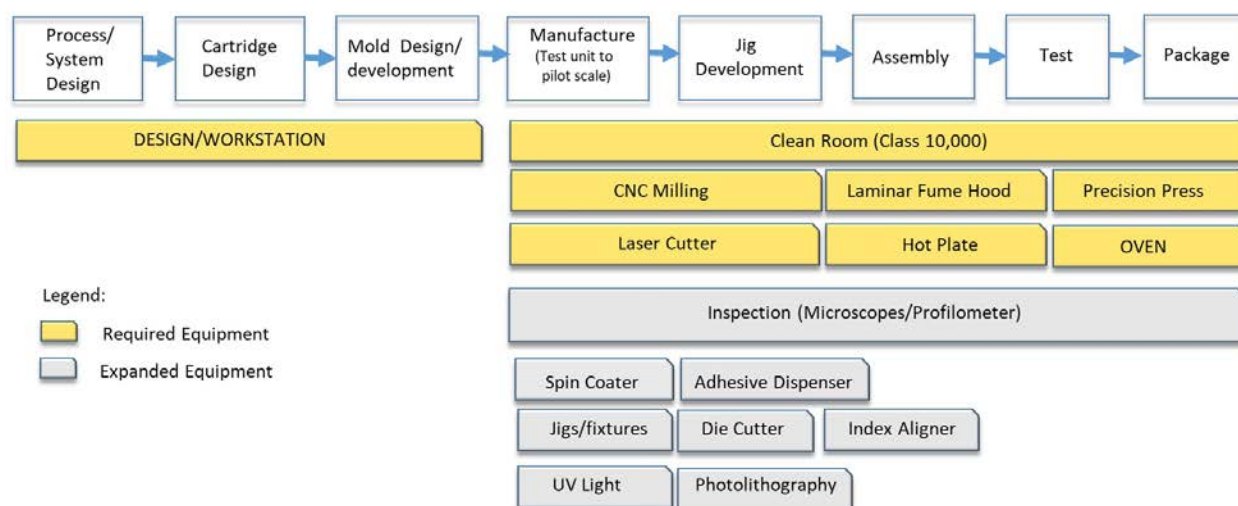 Process/
System
Design
Cartridge
Design
Mold Design/
development
Manufacture
(Test unit to
pilot scale)
Jig
Development
Assembly
Test
Package
DESIGN/WORKSTATION
Clean Room (Class 10,000)
CNC Milling
Laminar Fume Hood
Precision Press
Laser Cutter
Hot Plate
OVEN
Legend:
Required Equipment
Expanded Equipment
Inspection (Microscopes/Profilometer)
Spin Coater
Adhesive Dispenser
Jigs/fixtures
Die Cutter
Index Aligner
UV Light
Photolithography